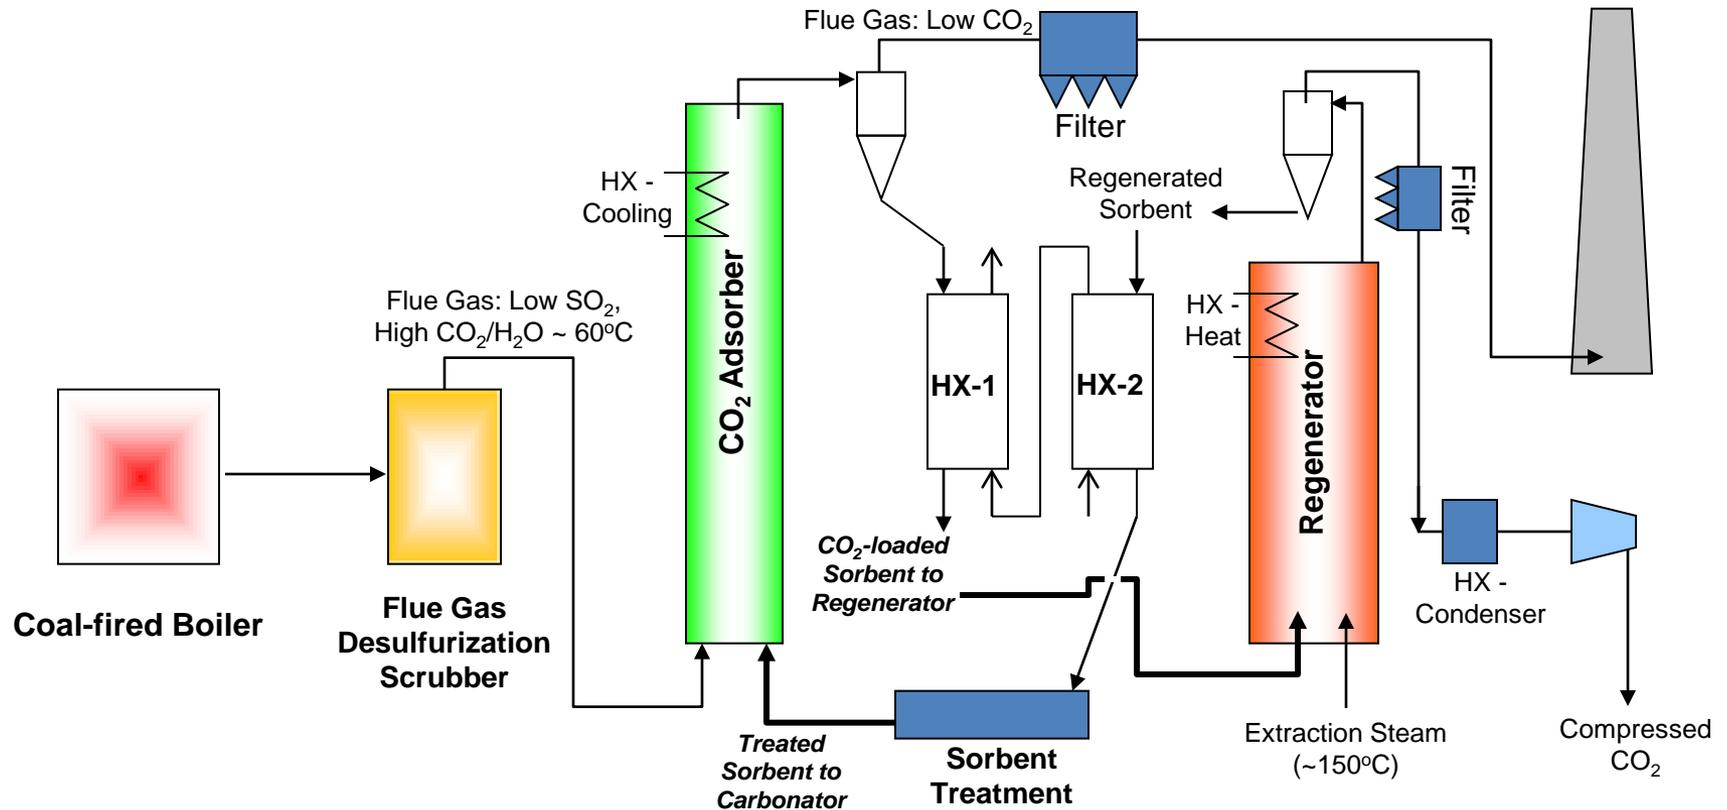 Flue Gas: Low CO₂
Filter
HX -
Cooling
Regenerated
Sorbent
Filter
Flue Gas: Low SO₂,
High CO₂/H₂O ~ 60ºC
CO₂ Adsorber
HX-1
HX-2
HX -
Heat
Regenerator
Coal-fired Boiler
Flue Gas
Desulfurization
Scrubber
CO₂-loaded
Sorbent to
Regenerator
HX -
Condenser
Treated
Sorbent to
Carbonator
Sorbent
Treatment
Extraction Steam
(~150ºC)
Compressed
CO₂